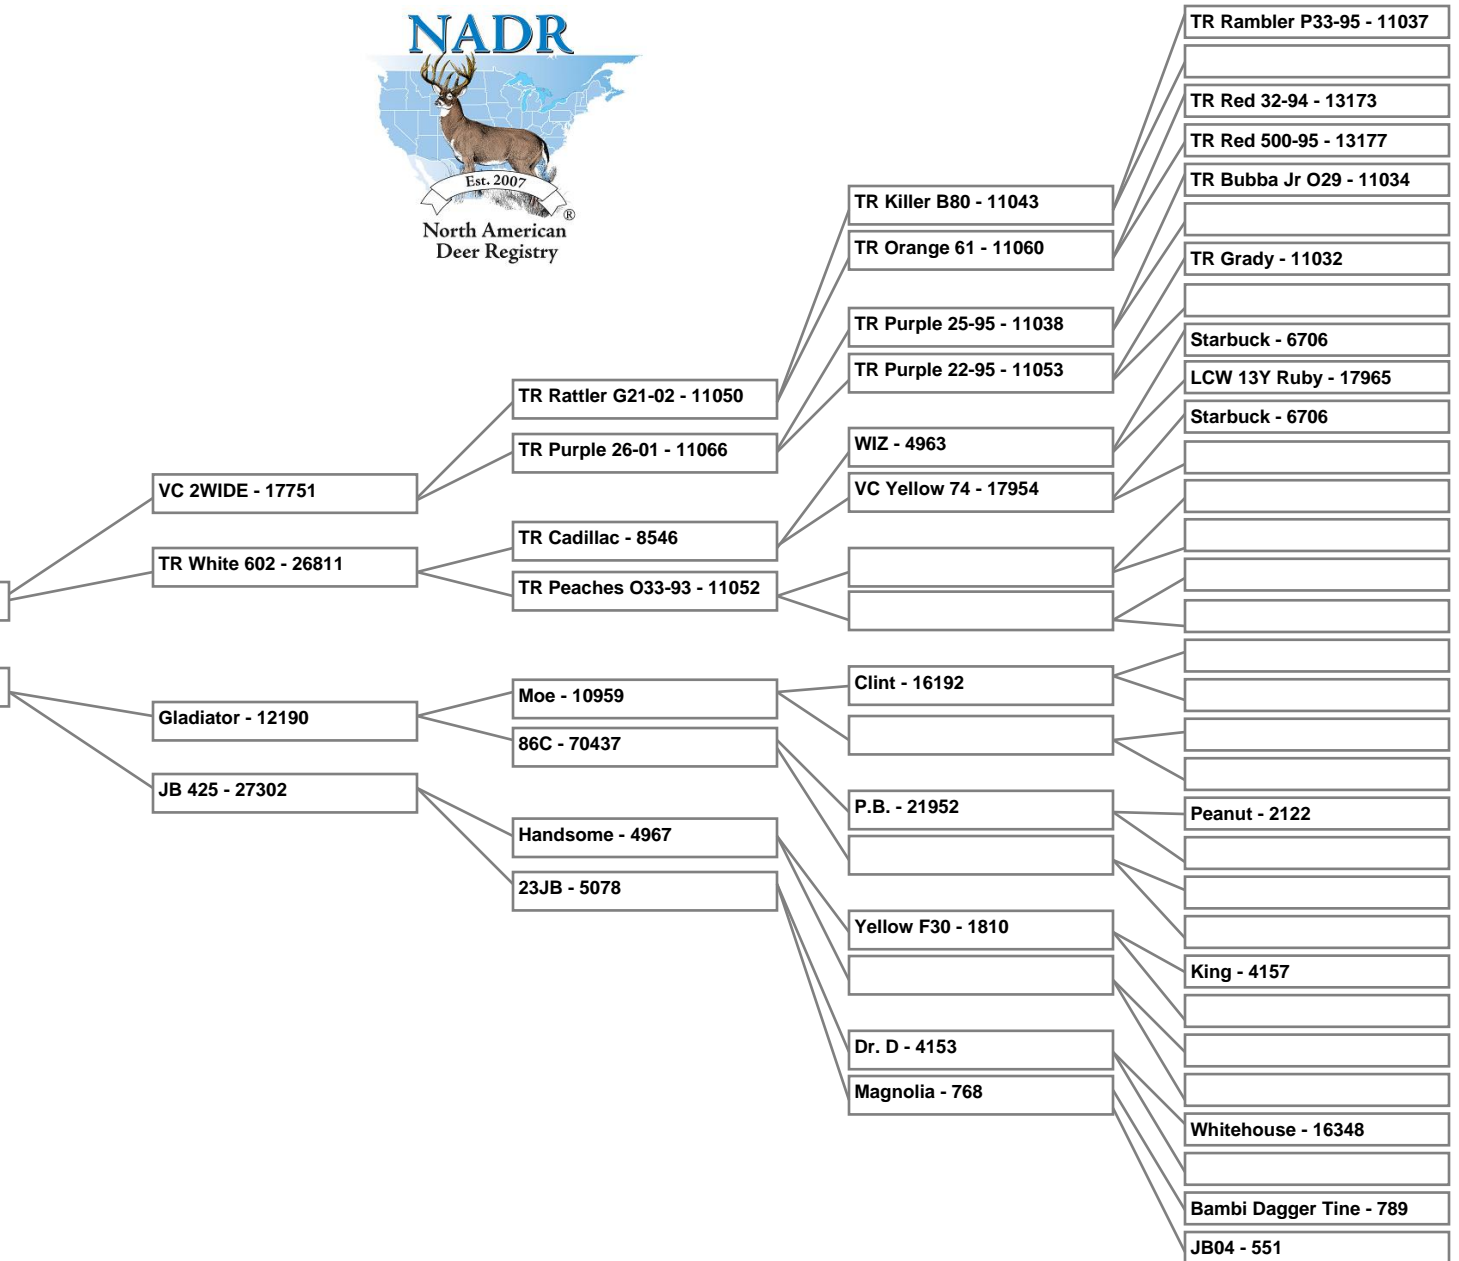 NADR
Est. 2007
®
North American
Deer Registry
VC 2WIDE - 17751
TR White 602 - 26811
Gladiator - 12190
JB 425 - 27302
TR Rattler G21-02 - 11050
TR Purple 26-01 - 11066
TR Cadillac - 8546
TR Peaches O33-93 - 11052
Moe - 10959
86C - 70437
Handsome - 4967
23JB - 5078
TR Killer B80 - 11043
TR Orange 61 - 11060
TR Purple 25-95 - 11038
TR Purple 22-95 - 11053
WIZ - 4963
VC Yellow 74 - 17954
Clint - 16192
P.B. - 21952
Yellow F30 - 1810
Dr. D - 4153
Magnolia - 768
TR Rambler P33-95 - 11037
TR Red 32-94 - 13173
TR Red 500-95 - 13177
TR Bubba Jr O29 - 11034
TR Grady - 11032
Starbuck - 6706
LCW 13Y Ruby - 17965
Starbuck - 6706
Peanut - 2122
King - 4157
Whitehouse - 16348
Bambi Dagger Tine - 789
JB04 - 551